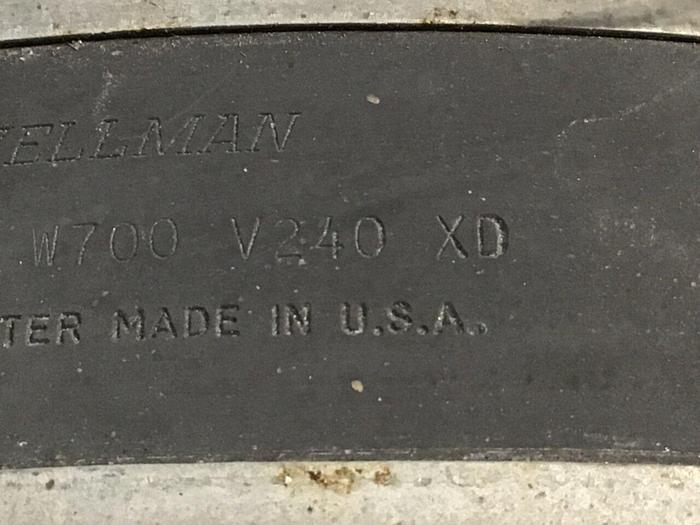 ELLMAN
W700 V240 XD
TER MADE IN U.S.A.